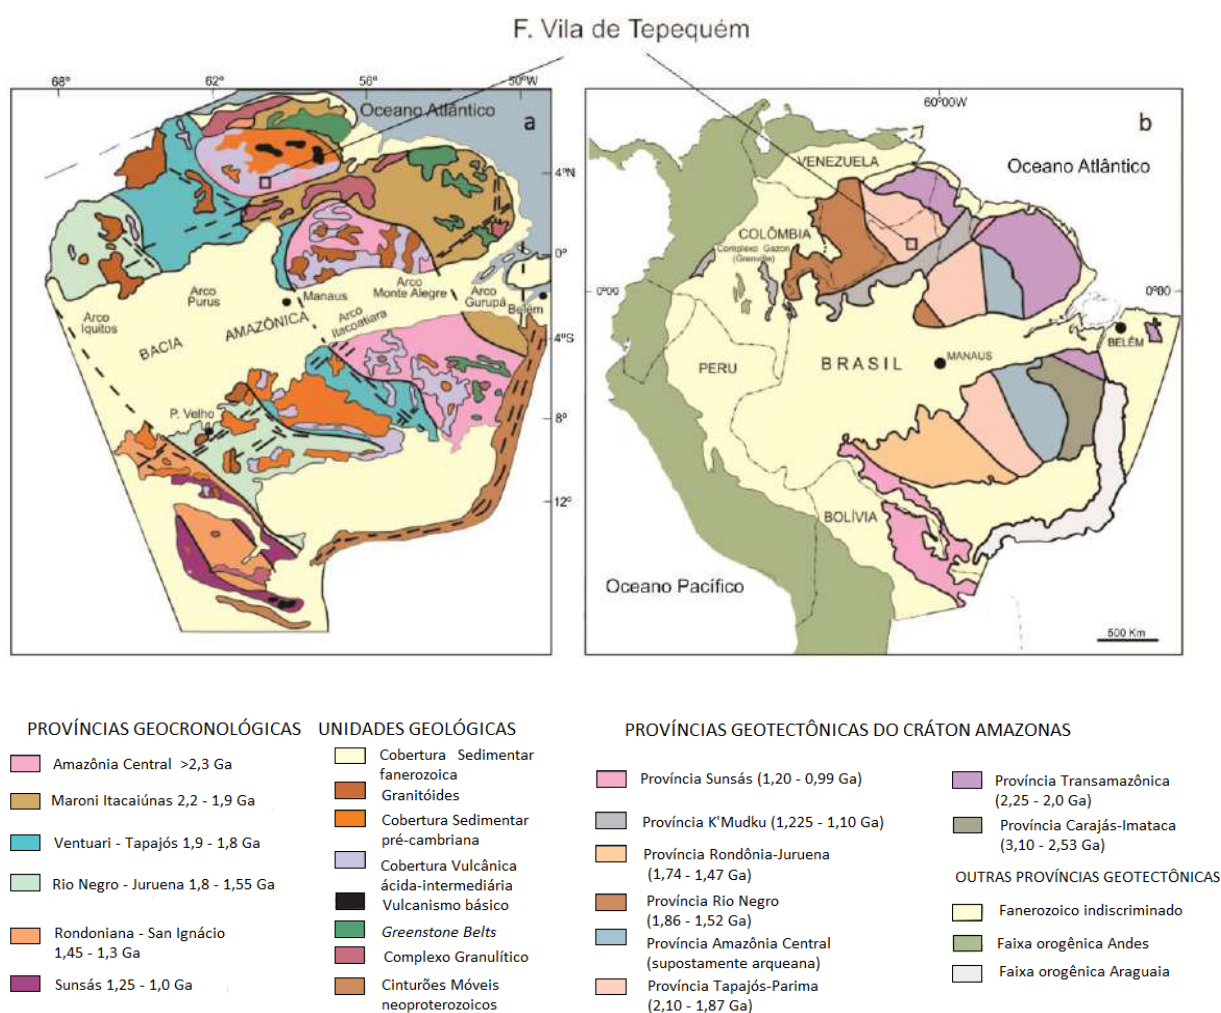 F. Vila de Tepequém
68°
62°
56°
50°W
Oceano Atlântico
a
4°N
0°
Arco
Purus
Manaus
Arco
Monte Alegre
Arco
Gurupá
Belém
Arco
Iquitos
AMAZÔNICA
Arco
Itacoatiara
BACIA
4°S
P. Velho
8°
12°
60°00W
b
VENEZUELA
Oceano Atlântico
COLÔMBIA
Complexo Garzon
(Grenville)
0°00
0°00
BELÉM
MANAUS
BRASIL
PERU
BOLÍVIA
Oceano Pacífico
500 Km
PROVÍNCIAS GEOCRONOLÓGICAS
Amazônia Central >2,3 Ga
Maroni Itacaiúnas 2,2 - 1,9 Ga
Ventuari - Tapajós 1,9 - 1,8 Ga
Rio Negro - Juruena 1,8 - 1,55 Ga
Rondoniana - San Ignácio
1,45 - 1,3 Ga
Sunsás 1,25 - 1,0 Ga
UNIDADES GEOLÓGICAS
Cobertura Sedimentar
fanerozoica
Granitóides
Cobertura Sedimentar
pré-cambriana
Cobertura Vulcânica
ácida-intermediária
Vulcanismo básico
Greenstone Belts
Complexo Granulítico
Cinturões Móveis
neoproterozoicos
PROVÍNCIAS GEOTECTÔNICAS DO CRÁTON AMAZONAS
Província Sunsás (1,20 - 0,99 Ga)
Província K'Mudku (1,225 - 1,10 Ga)
Província Rondônia-Juruena
(1,74 - 1,47 Ga)
Província Rio Negro
(1,86 - 1,52 Ga)
Província Amazônia Central
(supostamente arqueana)
Província Tapajós-Parima
(2,10 - 1,87 Ga)
Província Transamazônica
(2,25 - 2,0 Ga)
Província Carajás-Imataca
(3,10 - 2,53 Ga)
OUTRAS PROVÍNCIAS GEOTECTÔNICAS
Fanerozoico indiscriminado
Faixa orogênica Andes
Faixa orogênica Araguaia